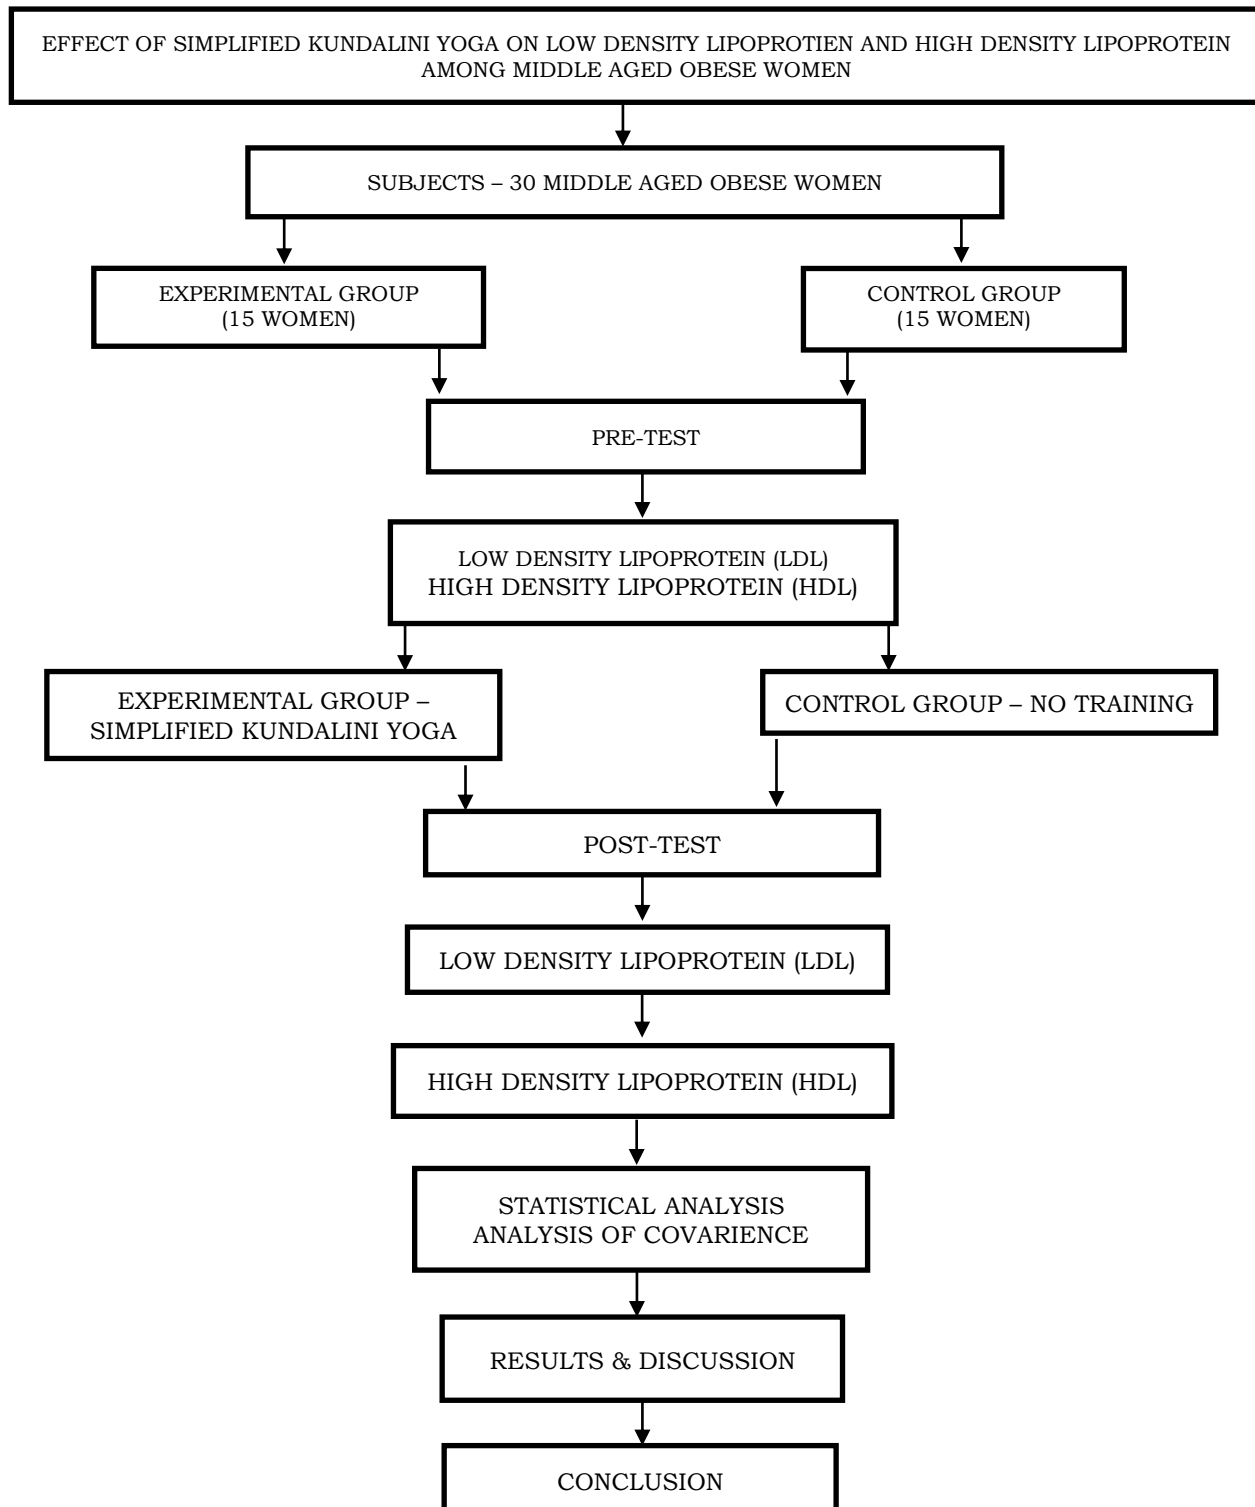 EFFECT OF SIMPLIFIED KUNDALINI YOGA ON LOW DENSITY LIPOPROTIEN AND HIGH DENSITY LIPOPROTEIN
AMONG MIDDLE AGED OBESE WOMEN
SUBJECTS – 30 MIDDLE AGED OBESE WOMEN
EXPERIMENTAL GROUP
(15 WOMEN)
CONTROL GROUP
(15 WOMEN)
PRE-TEST
LOW DENSITY LIPOPROTEIN (LDL)
HIGH DENSITY LIPOPROTEIN (HDL)
EXPERIMENTAL GROUP –
SIMPLIFIED KUNDALINI YOGA
CONTROL GROUP – NO TRAINING
POST-TEST
LOW DENSITY LIPOPROTEIN (LDL)
HIGH DENSITY LIPOPROTEIN (HDL)
STATISTICAL ANALYSIS
ANALYSIS OF COVARIENCE
RESULTS & DISCUSSION
CONCLUSION